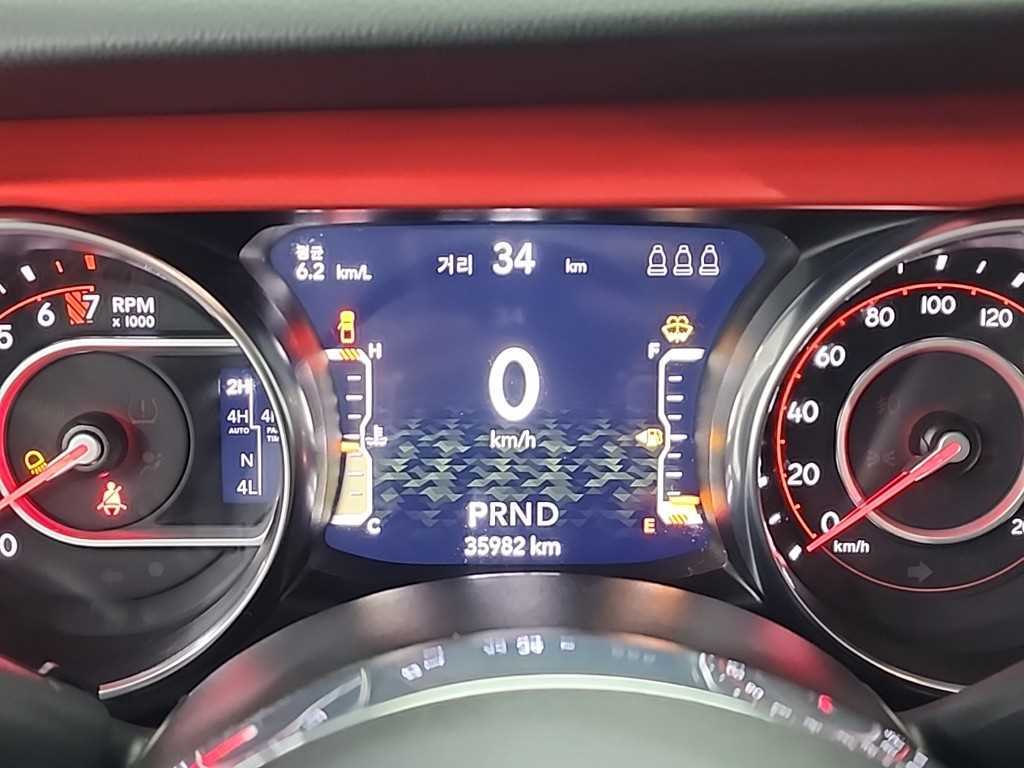 평균
6.2 km/L
거리 34 km
5 6 7
RPM
x 1000
0
2H
4H
AUTO
N
4L
H
C
0
km/h
F
E
PRND
35982 km
0 20 40 60 80 100 120
km/h